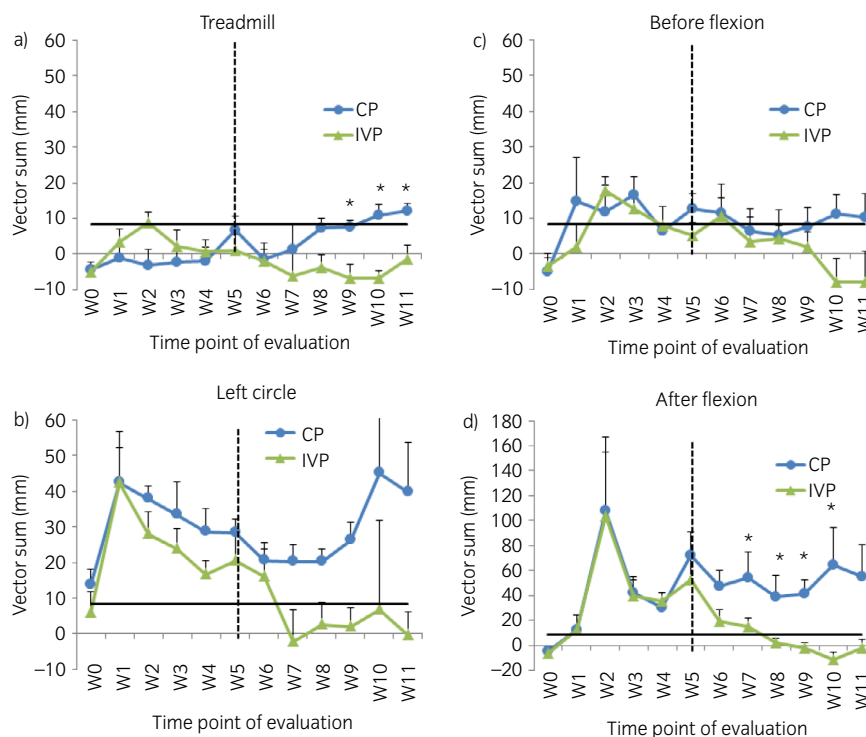 a)
Treadmill
60
50
40
30
20
10
0
−10
Vector sum (mm)
CP
IVP
* * *
W0 W1 W2 W3 W4 W5 W6 W7 W8 W9 W10 W11
Time point of evaluation
c)
Before flexion
60
50
40
30
20
10
0
−10
Vector sum (mm)
CP
IVP
W0 W1 W2 W3 W4 W5 W6 W7 W8 W9 W10 W11
Time point of evaluation
b)
Left circle
60
50
40
30
20
10
0
−10
Vector sum (mm)
CP
IVP
W0 W1 W2 W3 W4 W5 W6 W7 W8 W9 W10 W11
Time point of evaluation
d)
After flexion
180
160
140
120
100
80
60
40
20
0
−20
Vector sum (mm)
CP
IVP
* * * *
W0 W1 W2 W3 W4 W5 W6 W7 W8 W9 W10 W11
Time point of evaluation